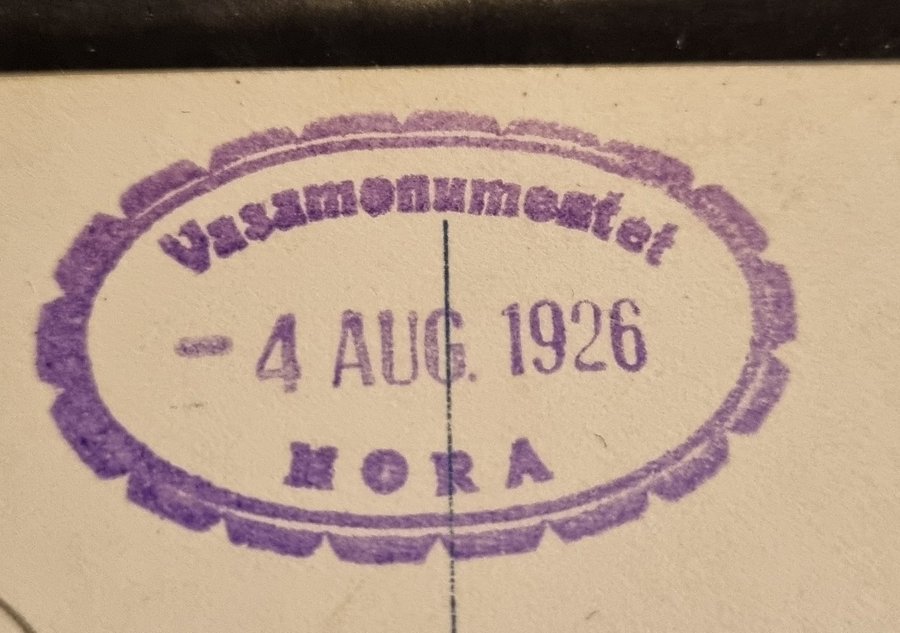 Vasamonumentet
- 4 AUG. 1926
MORA